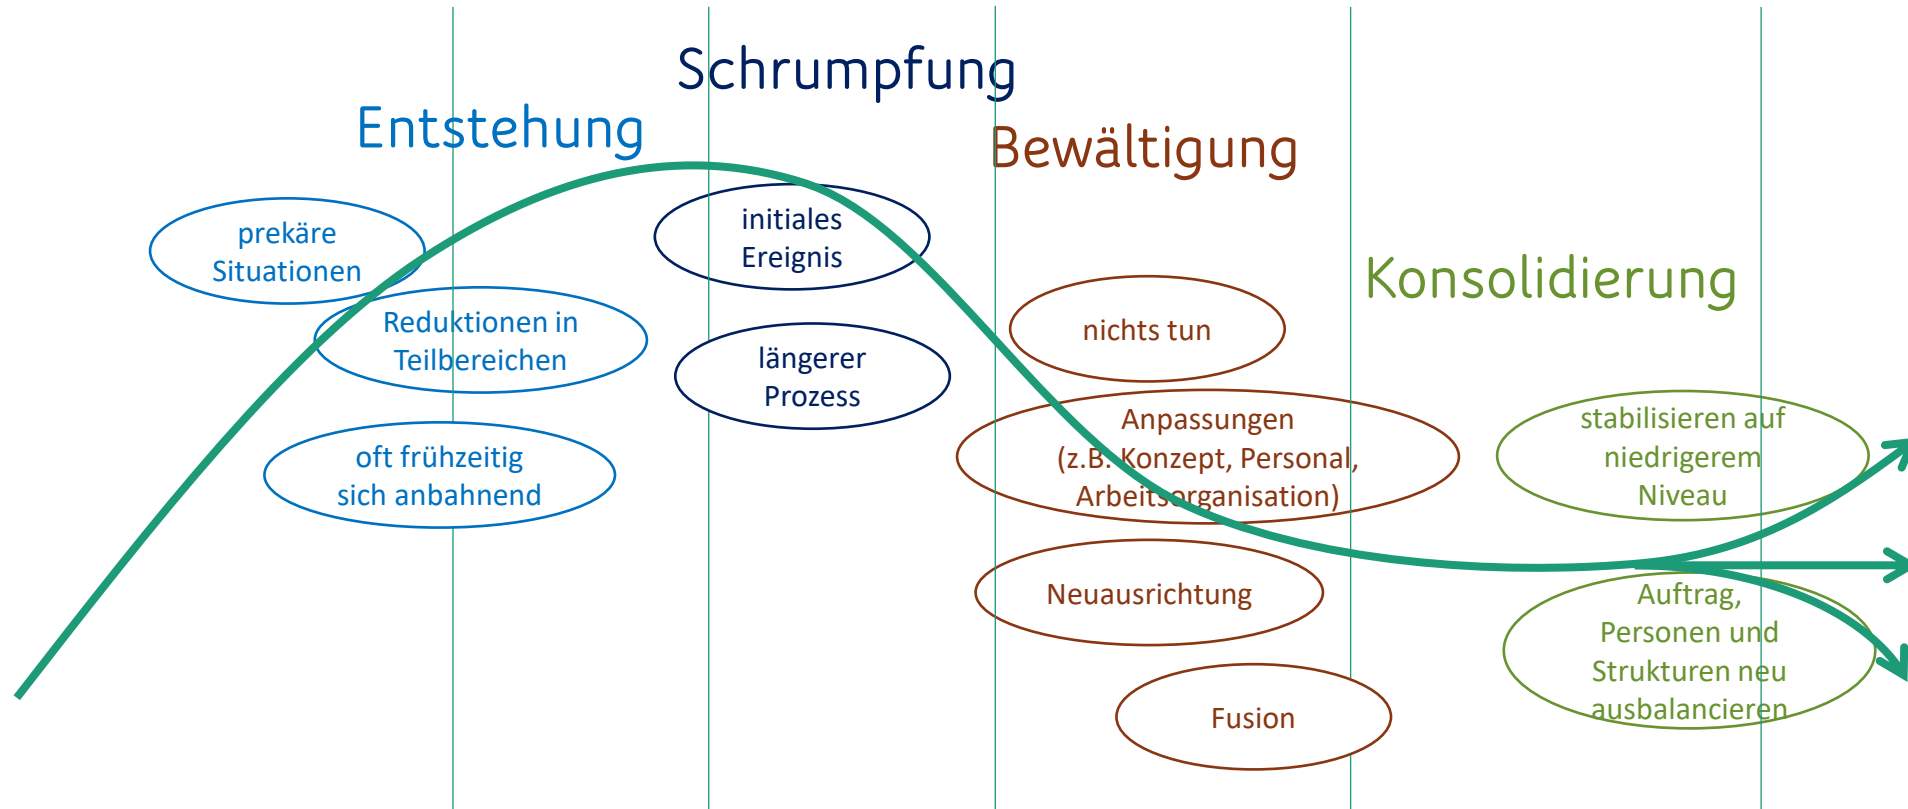 Schrumpfung
Entstehung
Bewältigung
Konsolidierung
prekäre
Situationen
Reduktionen in
Teilbereichen
oft frühzeitig
sich anbahnend
initiales
Ereignis
längerer
Prozess
nichts tun
Anpassungen
(z.B. Konzept, Personal,
Arbeitsorganisation)
Neuausrichtung
Fusion
stabilisieren auf
niedrigerem
Niveau
Auftrag,
Personen und
Strukturen neu
ausbalancieren